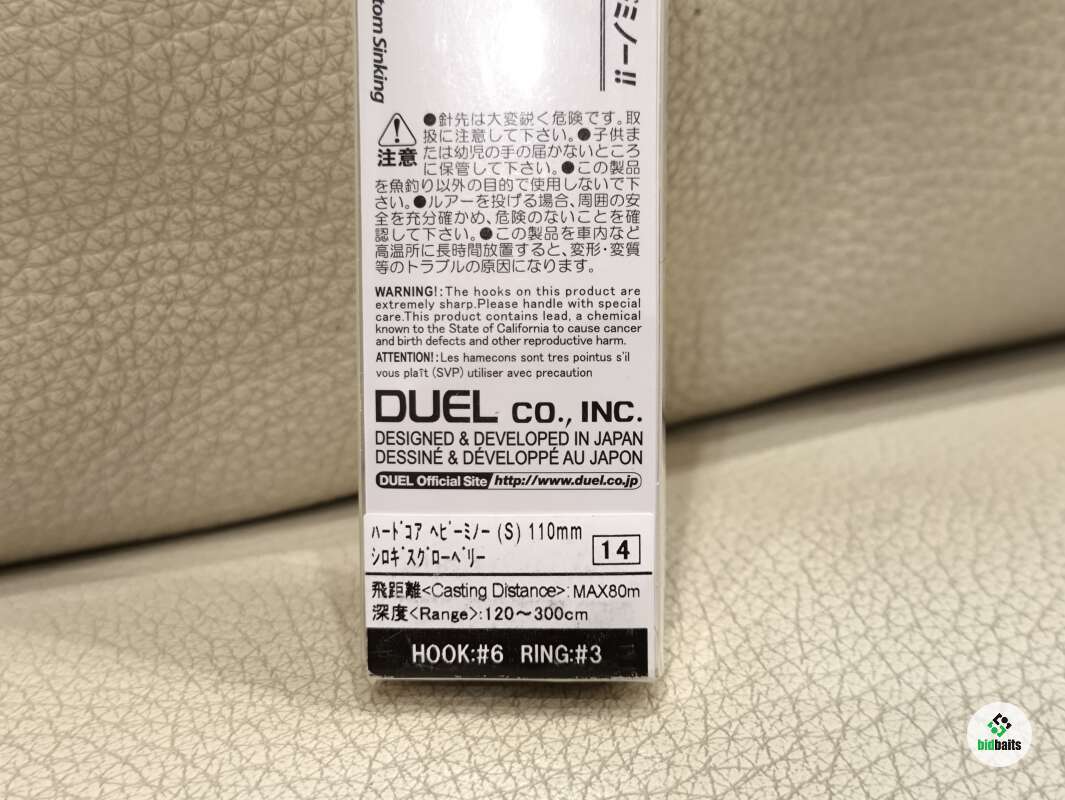 tom Sinking
ミノー!!
注意
●針先は大変鋭く危険です。取
扱に注意して下さい。●子供ま
たは幼児の手の届かないところ
に保管して下さい。●この製品
を魚釣り以外の目的で使用しないで下
さい。●ルアーを投げる場合、周囲の安
全を充分確かめ、危険のないことを確
認して下さい。●この製品を車内など
高温所に長時間放置すると、変形・変質
等のトラブルの原因になります。
WARNING!:The hooks on this product are
extremely sharp.Please handle with special
care.This product contains lead, a chemical
known to the State of California to cause cancer
and birth defects and other reproductive harm.
ATTENTION!:Les hamecons sont tres pointus s'il
vous plaît (SVP) utiliser avec precaution
DUEL CO., INC.
DESIGNED & DEVELOPED IN JAPAN
DESSINÉ & DÉVELOPPÉ AU JAPON
DUEL Official Site http://www.duel.co.jp
ハードコア ヘビーミノー (S) 110mm
シロギスグローベリー
14
飛距離<Casting Distance>: MAX80m
深度<Range>:120～300cm
HOOK:#6 RING:#3
bidbaits